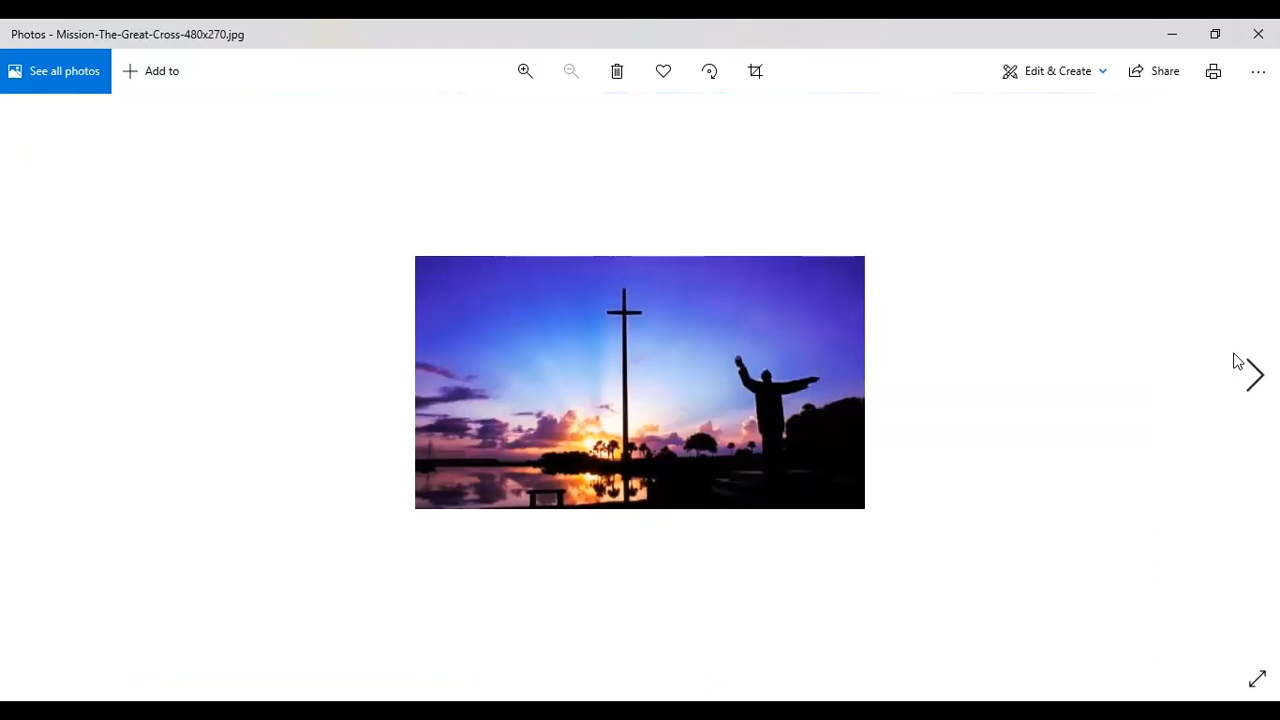 Photos - Mission-The-Great-Cross-480x270.jpg
See all photos
Add to
Edit & Create
Share